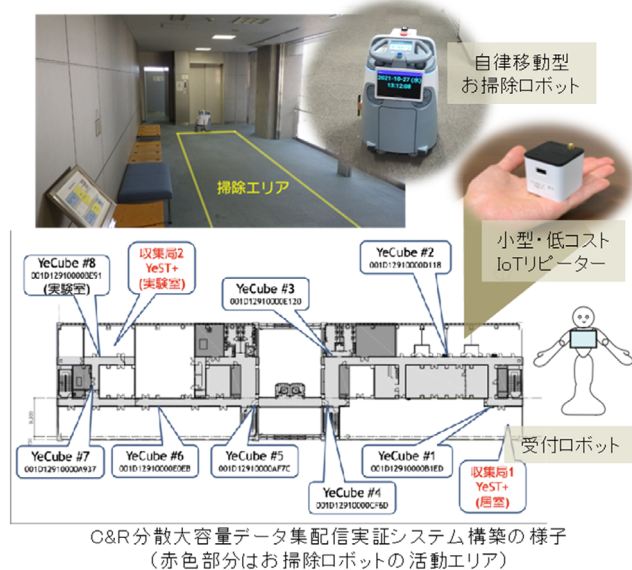 自律移動型
お掃除ロボット
2021-10-27 (水)
13:12:08
掃除エリア
小型・低コスト
IoTリピーター
YeCube #8
001D12910000BE91
(実験室)
収集局2
YeST+
(実験室)
YeCube #3
001D12910000E120
YeCube #2
001D12910000D118
YeCube #7
001D12910000A937
YeCube #6
001D12910000E0EB
YeCube #5
001D12910000AF7C
YeCube #4
001D12910000CF6D
YeCube #1
001D12910000B1ED
収集局1
YeST+
(居室)
受付ロボット
C&R分散大容量データ集配信実証システム構築の様子
(赤色部分はお掃除ロボットの活動エリア)